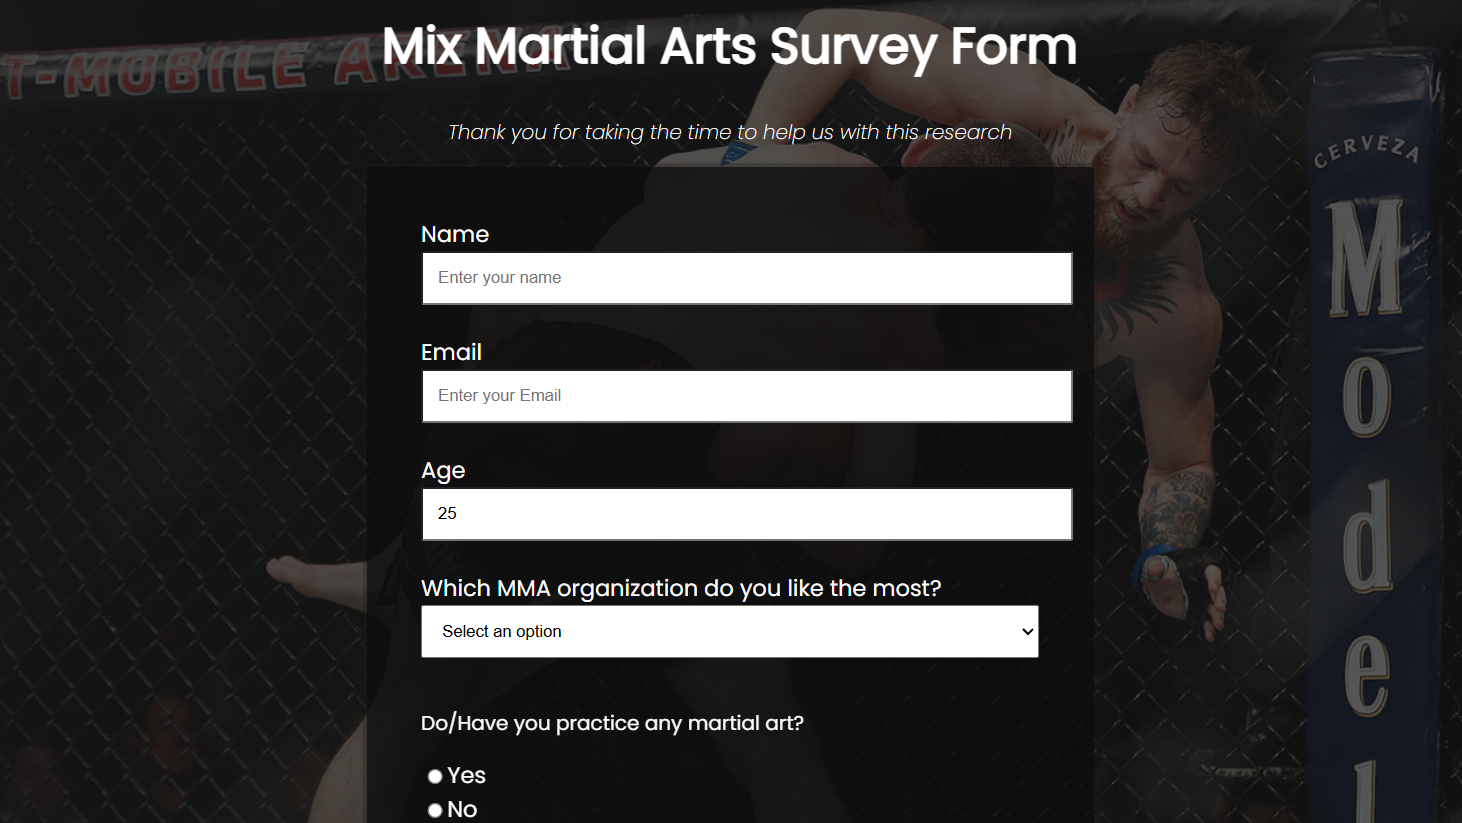 Mix Martial Arts Survey Form
T-MOBILE ARENA
Thank you for taking the time to help us with this research
CERVEZA
Model
Name
Enter your name
Email
Enter your Email
Age
25
Which MMA organization do you like the most?
Select an option
Do/Have you practice any martial art?
Yes
No